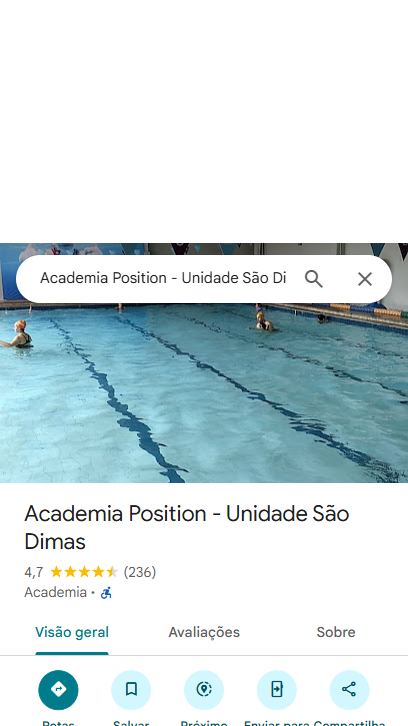 Academia Position - Unidade São Di
Academia Position - Unidade São
Dimas
4,7 (236)
Academia ·
Visão geral Avaliações Sobre
Rotas Salvar Próximo Enviar para Compartilha